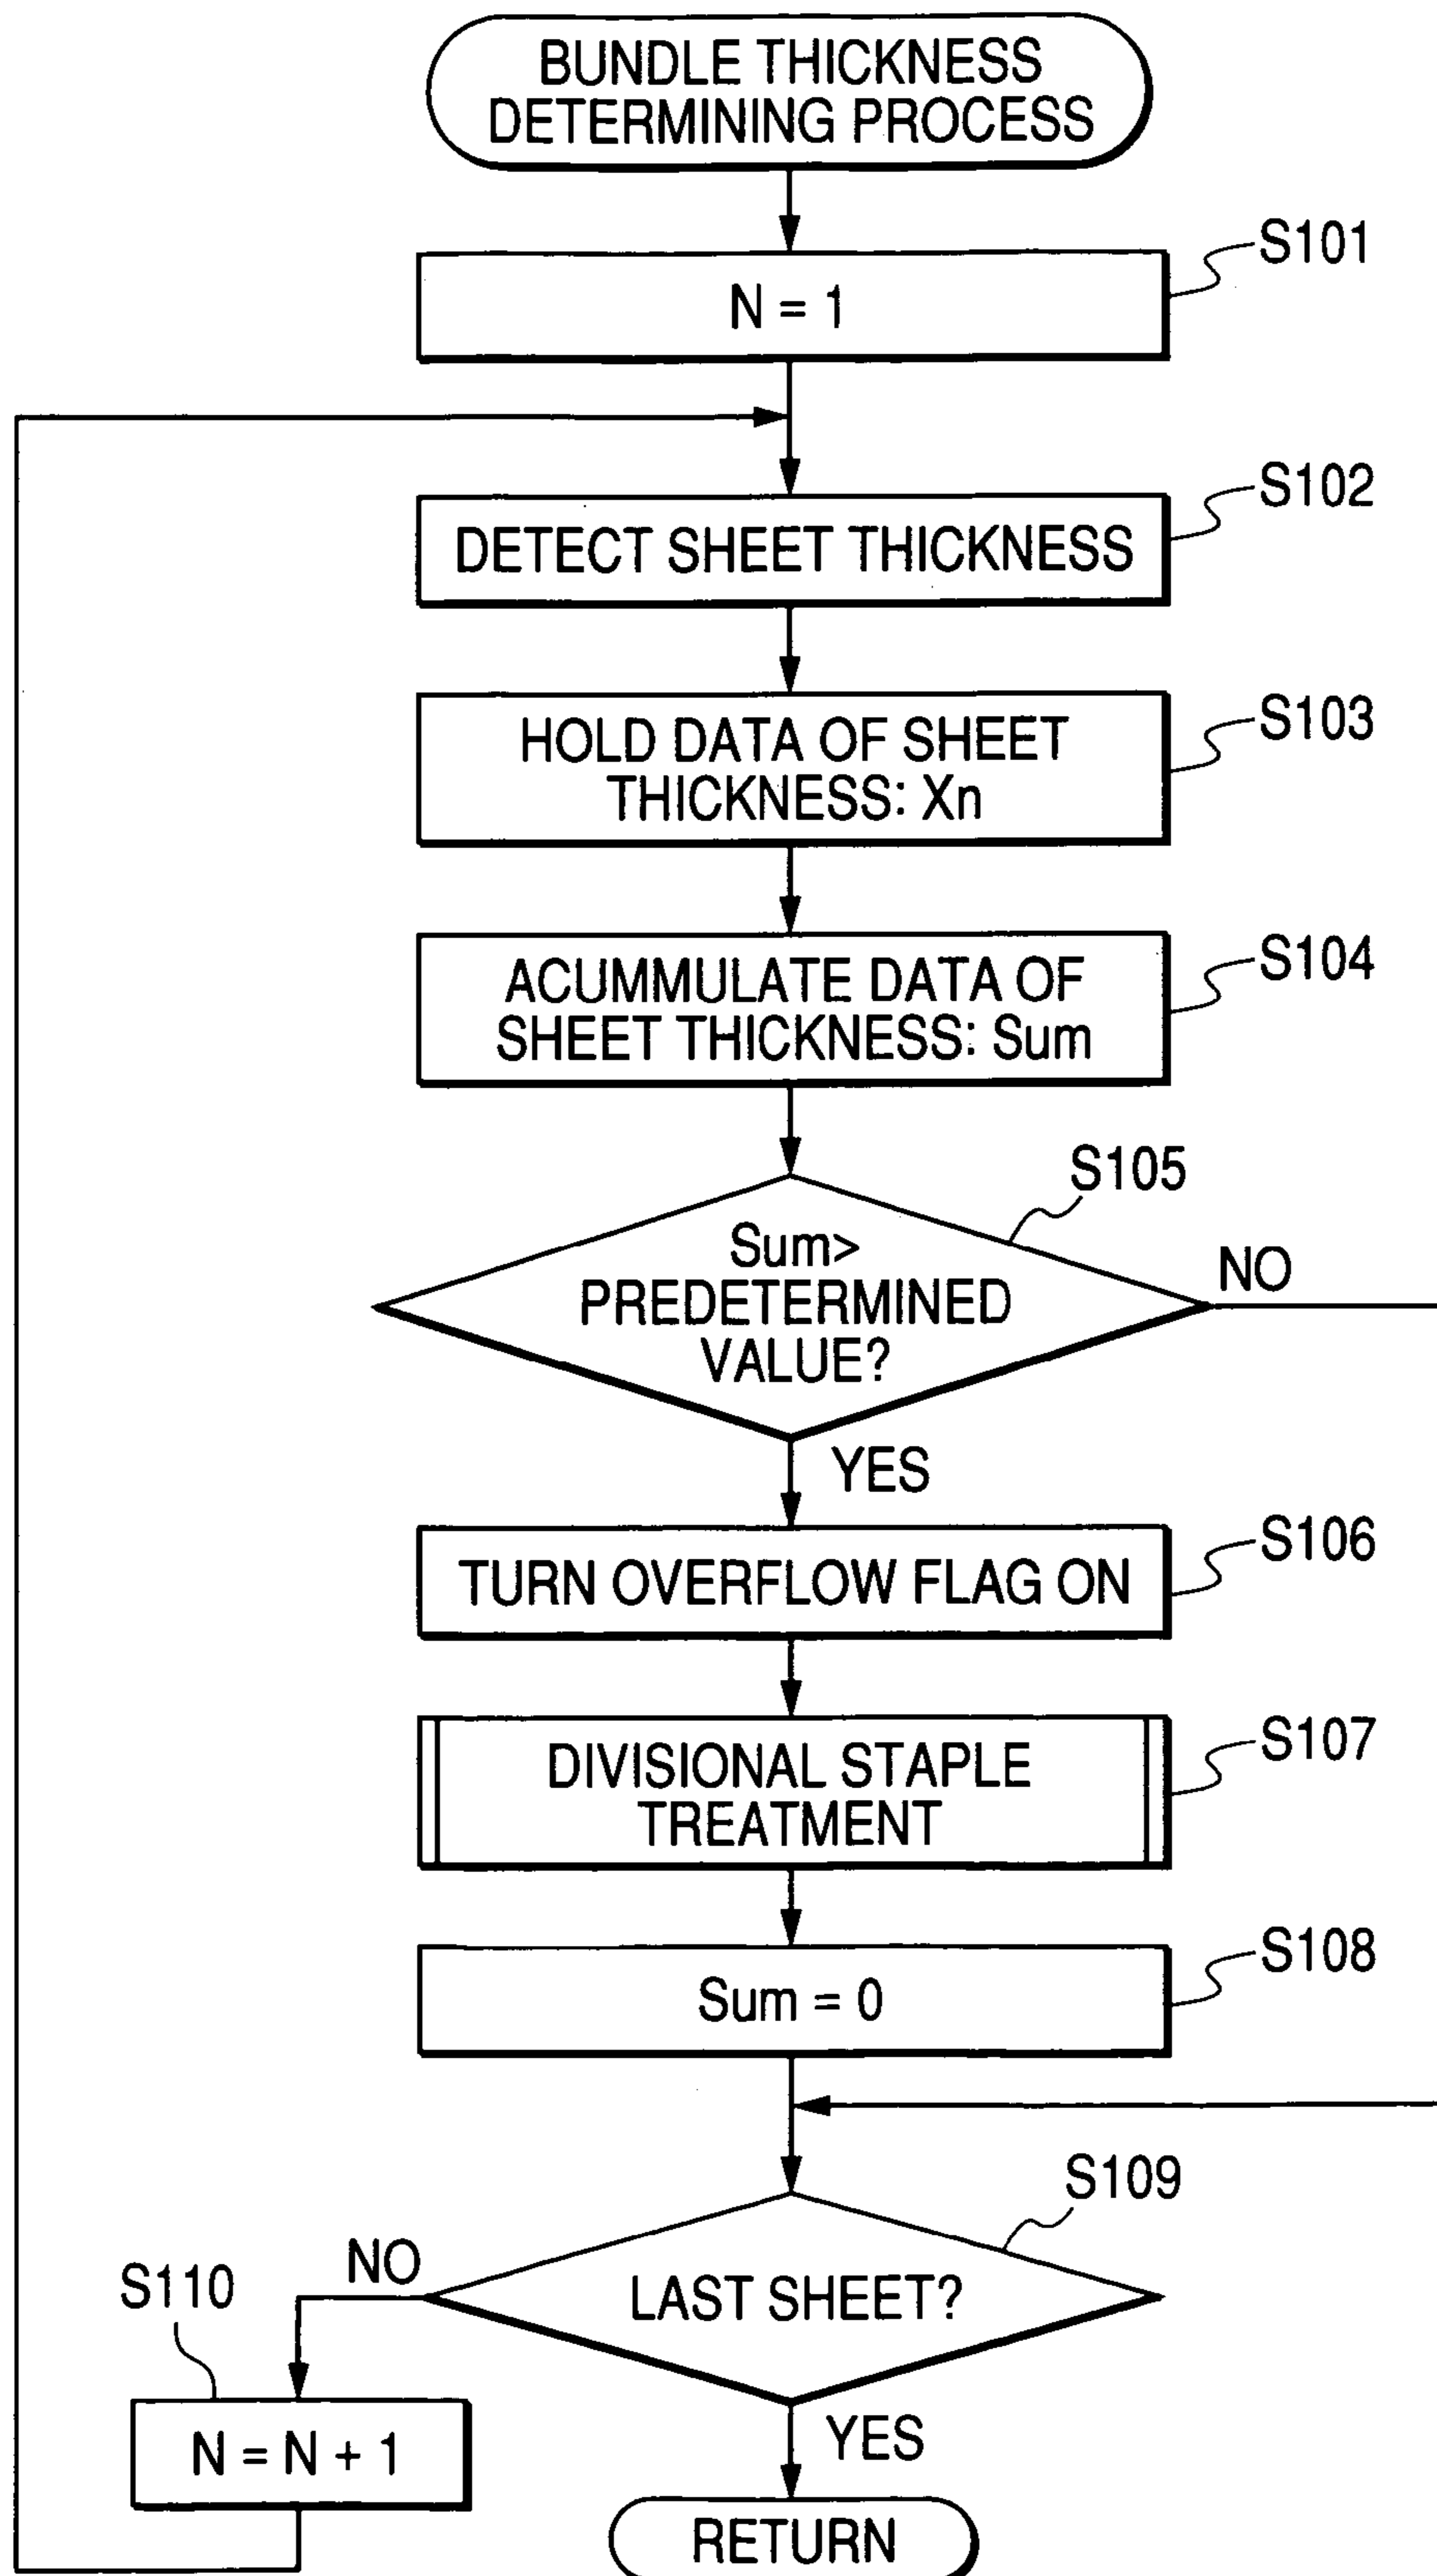 BUNDLE THICKNESS
DETERMINING PROCESS
S101
N = 1
S102
DETECT SHEET THICKNESS
S103
HOLD DATA OF SHEET
THICKNESS: Xn
S104
ACUMMULATE DATA OF
SHEET THICKNESS: Sum
S105
Sum>
PREDETERMINED
VALUE?
NO
YES
S106
TURN OVERFLOW FLAG ON
S107
DIVISIONAL STAPLE
TREATMENT
S108
Sum = 0
S109
LAST SHEET?
NO
S110
N = N + 1
YES
RETURN